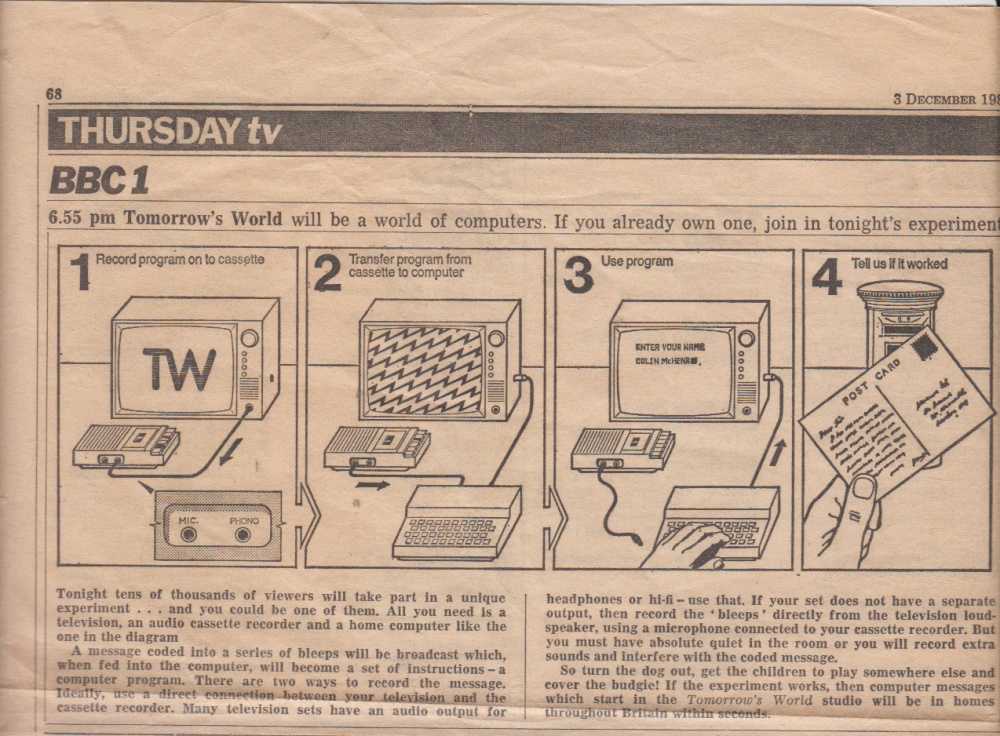 68
3 DECEMBER 198
THURSDAY tv
BBC 1
6.55 pm Tomorrow's World will be a world of computers. If you already own one, join in tonight's experiment
1 Record program on to cassette
TW
MIC. PHONO
2 Transfer program from
cassette to computer
3 Use program
ENTER YOUR NAME
COLIN McHENRO.
4 Tell us if it worked
POST CARD
Tonight tens of thousands of viewers will take part in a unique
experiment . . . and you could be one of them. All you need is a
television, an audio cassette recorder and a home computer like the
one in the diagram
A message coded into a series of bleeps will be broadcast which,
when fed into the computer, will become a set of instructions – a
computer program. There are two ways to record the message.
Ideally, use a direct connection between your television and the
cassette recorder. Many television sets have an audio output for
headphones or hi-fi – use that. If your set does not have a separate
output, then record the 'bleeps' directly from the television loud-
speaker, using a microphone connected to your cassette recorder. But
you must have absolute quiet in the room or you will record extra
sounds and interfere with the coded message.
So turn the dog out, get the children to play somewhere else and
cover the budgie! If the experiment works, then computer messages
which start in the Tomorrow's World studio will be in homes
throughout Britain within seconds.